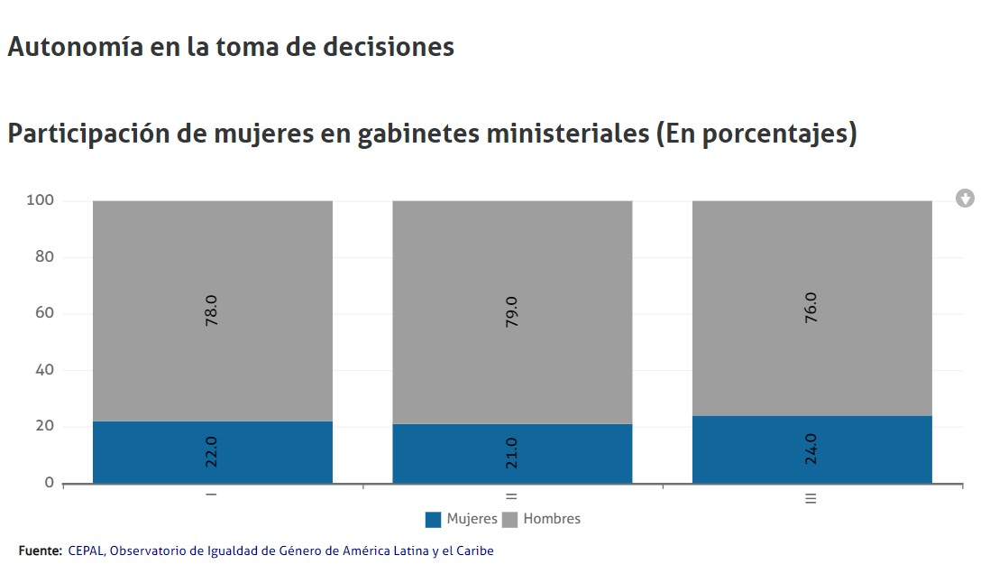 Autonomía en la toma de decisiones
Participación de mujeres en gabinetes ministeriales (En porcentajes)
100
80
60
40
20
0
78.0
79.0
76.0
22.0
21.0
24.0
I
II
III
Mujeres Hombres
Fuente: CEPAL, Observatorio de Igualdad de Género de América Latina y el Caribe